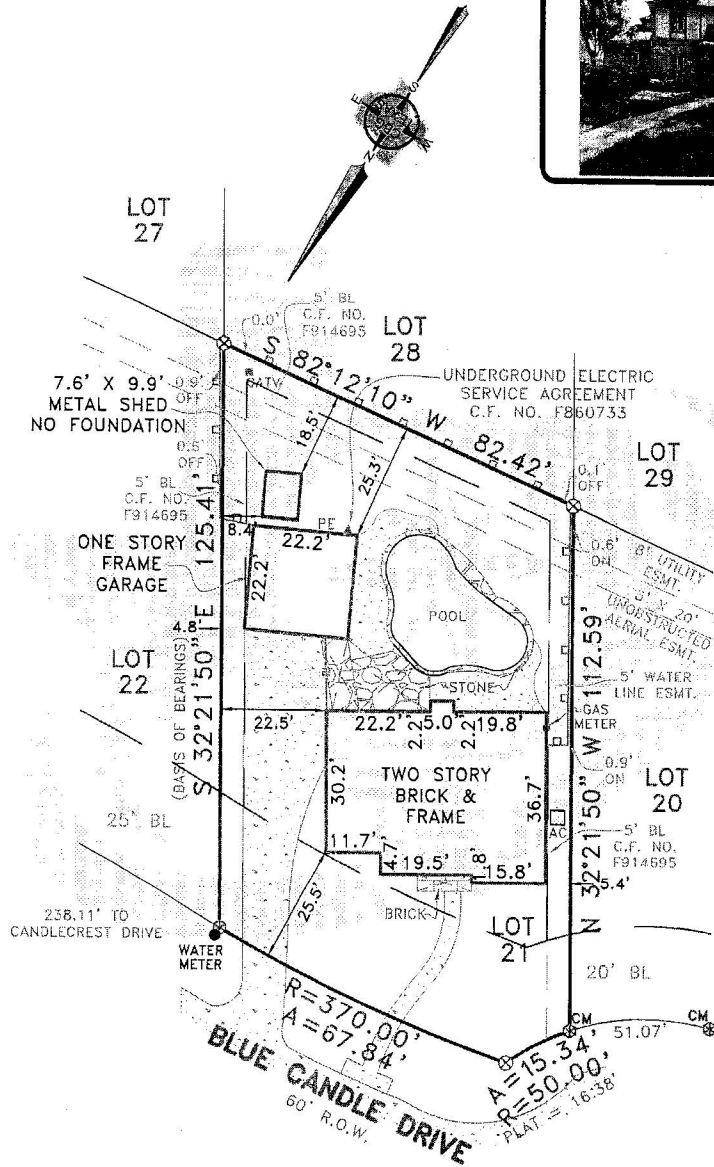 E
S
N
W
LOT
27
5' BL
C.F. NO.
F914695
0.0'
LOT
28
S 82°12'10" W 82.42'
CATV
UNDERGROUND ELECTRIC
SERVICE AGREEMENT
C.F. NO. F860733
7.6' X 9.9'
METAL SHED
NO FOUNDATION
0.9'
OFF
18.5'
25.3'
0.5'
OFF
0.1'
OFF
LOT
29
5' BL
C.F. NO.
F914695
8.4'
PE
22.2'
22.2'
ONE STORY
FRAME
GARAGE
0.6'
ON
8' UTILITY
ESMT.
5' X 20'
UNOBSTRUCTED
AERIAL ESMT.
POOL
4.8'
LOT
22
S 32°21'50" E 125.41'
(BASIS OF BEARINGS)
STONE
5' WATER
LINE ESMT.
GAS
METER
N 32°21'50" W 112.59'
22.5'
22.2'
2.2'
5.0'
2.2'
19.8'
30.2'
TWO STORY
BRICK &
FRAME
36.7'
0.9'
ON
LOT
20
AC
25' BL
11.7'
4.7'
19.5'
.8'
15.8'
5' BL
C.F. NO.
F914695
5.4'
25.5'
BRICK
238.11' TO
CANDLECREST DRIVE
WATER
METER
LOT
21
20' BL
R=370.00'
A=67.84'
CM
51.07'
CM
A=15.34'
R=50.00'
PLAT = 16.38'
BLUE CANDLE DRIVE
60' R.O.W.